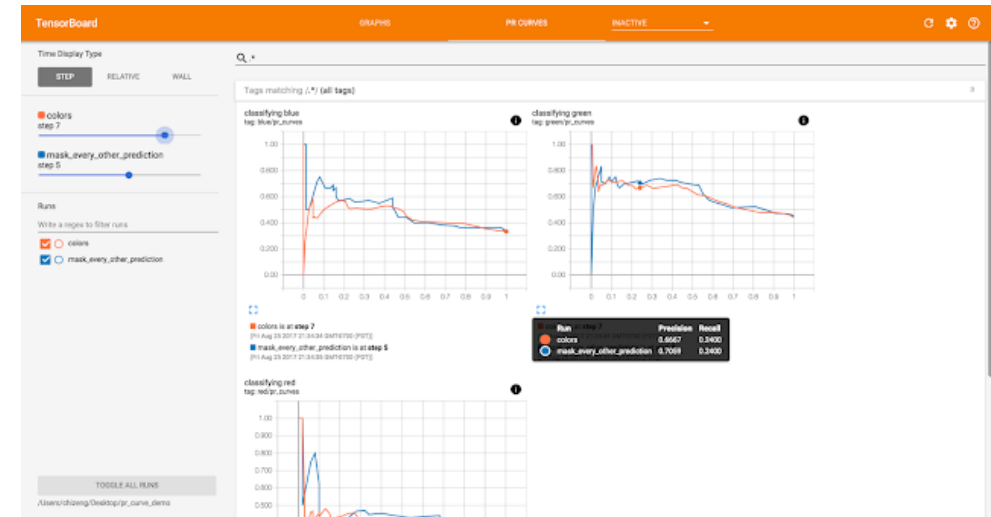 TensorBoard
GRAPHS
PR CURVES
INACTIVE
Time Display Type
STEP RELATIVE WALL
colors
step 7
mask_every_other_prediction
step 5
Runs
Write a regex to filter runs
colors
mask_every_other_prediction
TOGGLE ALL RUNS
/Users/chizeng/Desktop/pr_curve_demo
.*
Tags matching /.*/ (all tags)
3
classifying blue
tag: blue/pr_curves
1.00
0.800
0.600
0.400
0.200
0.00
0 0.1 0.2 0.3 0.4 0.5 0.6 0.7 0.8 0.9 1
colors is at step 7
mask_every_other_prediction is at step 5
classifying green
tag: green/pr_curves
1.00
0.800
0.600
0.400
0.200
0.00
0 0.1 0.2 0.3 0.4 0.5 0.6 0.7 0.8 0.9 1
Run Precision Recall
colors 0.6667 0.2400
mask_every_other_prediction 0.7059 0.2400
classifying red
tag: red/pr_curves
1.00
0.900
0.800
0.700
0.600
0.500